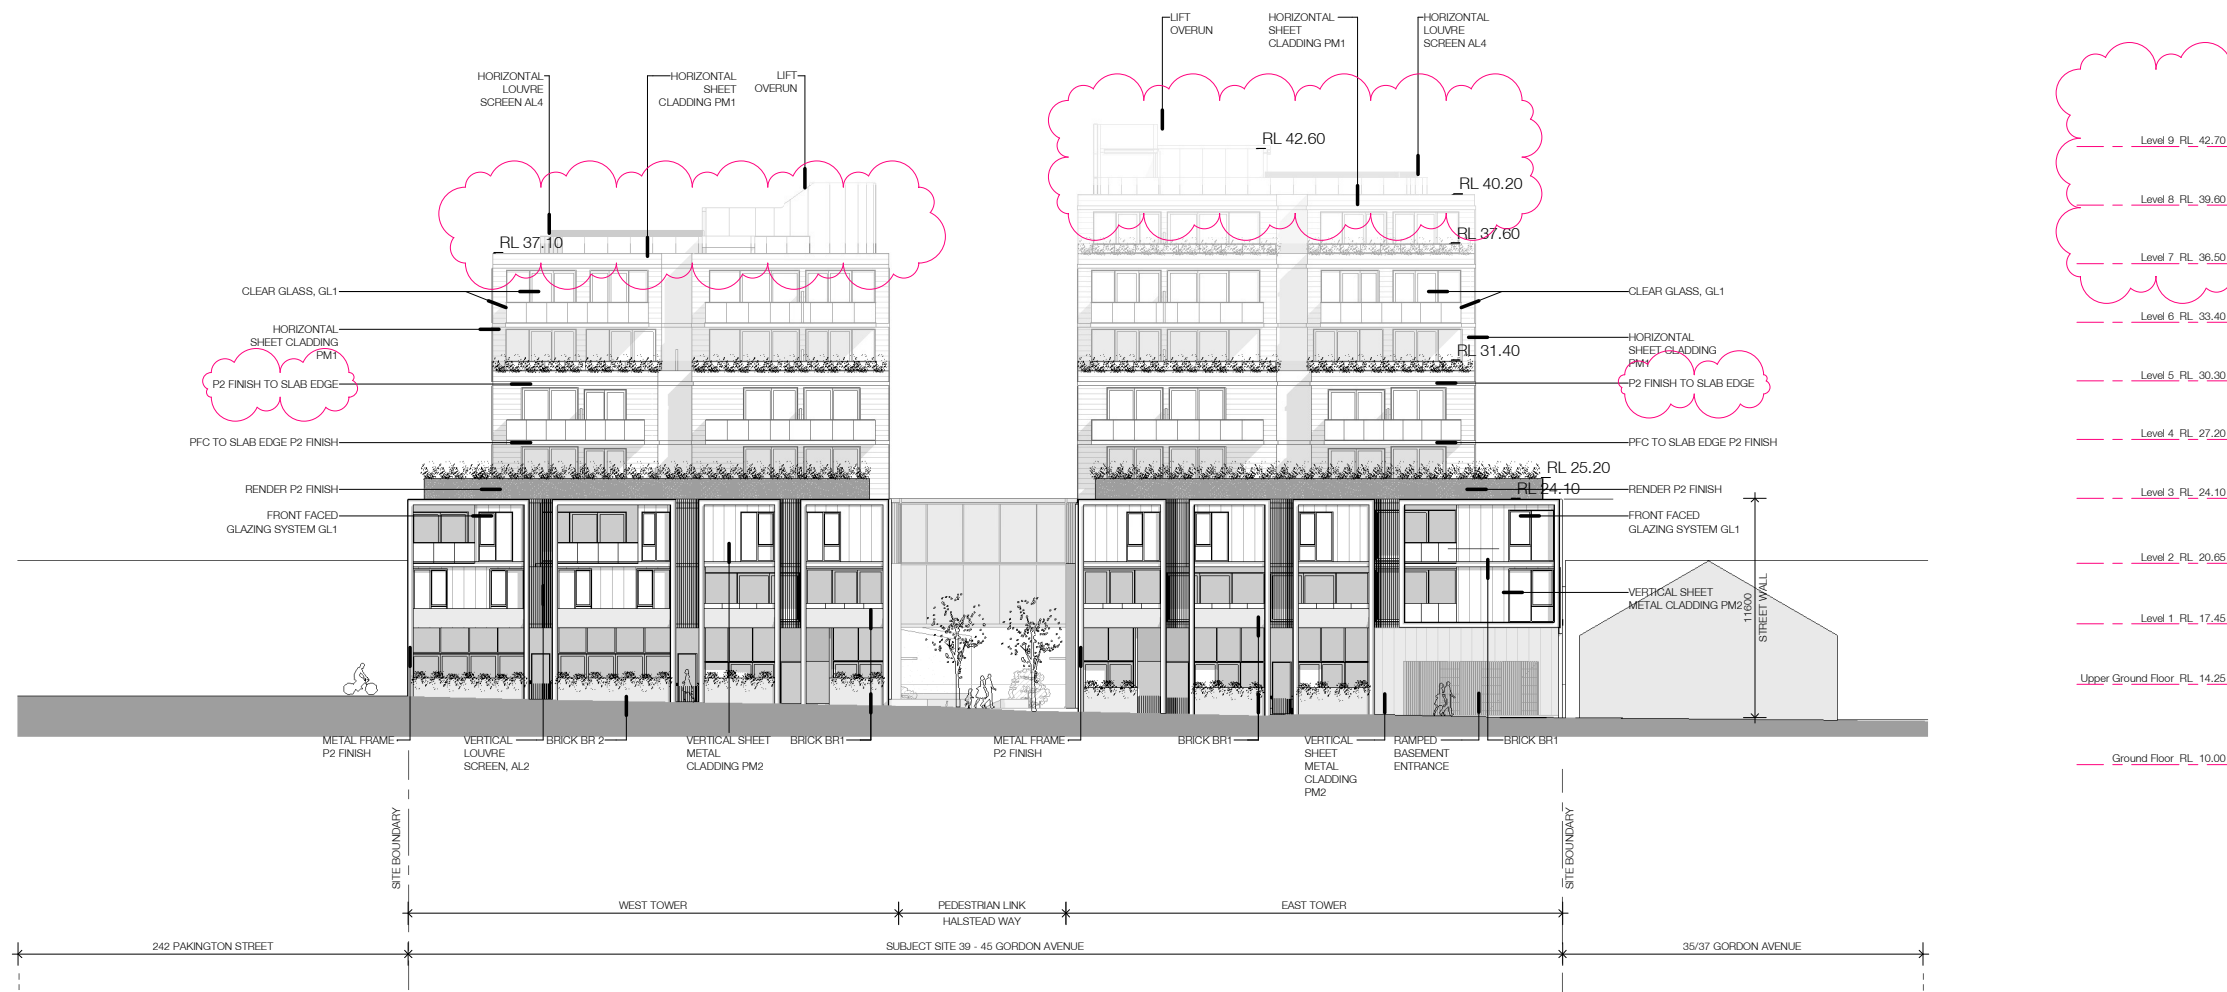 LIFT
OVERUN
HORIZONTAL
SHEET
CLADDING PM1
HORIZONTAL
LOUVRE
SCREEN AL4
HORIZONTAL
LOUVRE
SCREEN AL4
HORIZONTAL
SHEET
CLADDING PM1
LIFT
OVERUN
RL 42.60
RL 40.20
RL 37.60
RL 37.10
RL 31.40
RL 25.20
RL 24.10
CLEAR GLASS, GL1
HORIZONTAL
SHEET CLADDING
PM1
P2 FINISH TO SLAB EDGE
PFC TO SLAB EDGE P2 FINISH
RENDER P2 FINISH
FRONT FACED
GLAZING SYSTEM GL1
CLEAR GLASS, GL1
HORIZONTAL
SHEET CLADDING
PM1
P2 FINISH TO SLAB EDGE
PFC TO SLAB EDGE P2 FINISH
RENDER P2 FINISH
FRONT FACED
GLAZING SYSTEM GL1
VERTICAL SHEET
METAL CLADDING PM2
11600
STREET WALL
Level 9 RL 42.70
Level 8 RL 39.60
Level 7 RL 36.50
Level 6 RL 33.40
Level 5 RL 30.30
Level 4 RL 27.20
Level 3 RL 24.10
Level 2 RL 20.65
Level 1 RL 17.45
Upper Ground Floor RL 14.25
Ground Floor RL 10.00
METAL FRAME
P2 FINISH
VERTICAL
LOUVRE
SCREEN, AL2
BRICK BR 2
VERTICAL SHEET
METAL
CLADDING PM2
BRICK BR1
METAL FRAME
P2 FINISH
BRICK BR1
VERTICAL
SHEET
METAL
CLADDING
PM2
RAMPED
BASEMENT
ENTRANCE
BRICK BR1
SITE BOUNDARY
SITE BOUNDARY
WEST TOWER
PEDESTRIAN LINK
HALSTEAD WAY
EAST TOWER
242 PAKINGTON STREET
SUBJECT SITE 39 - 45 GORDON AVENUE
35/37 GORDON AVENUE